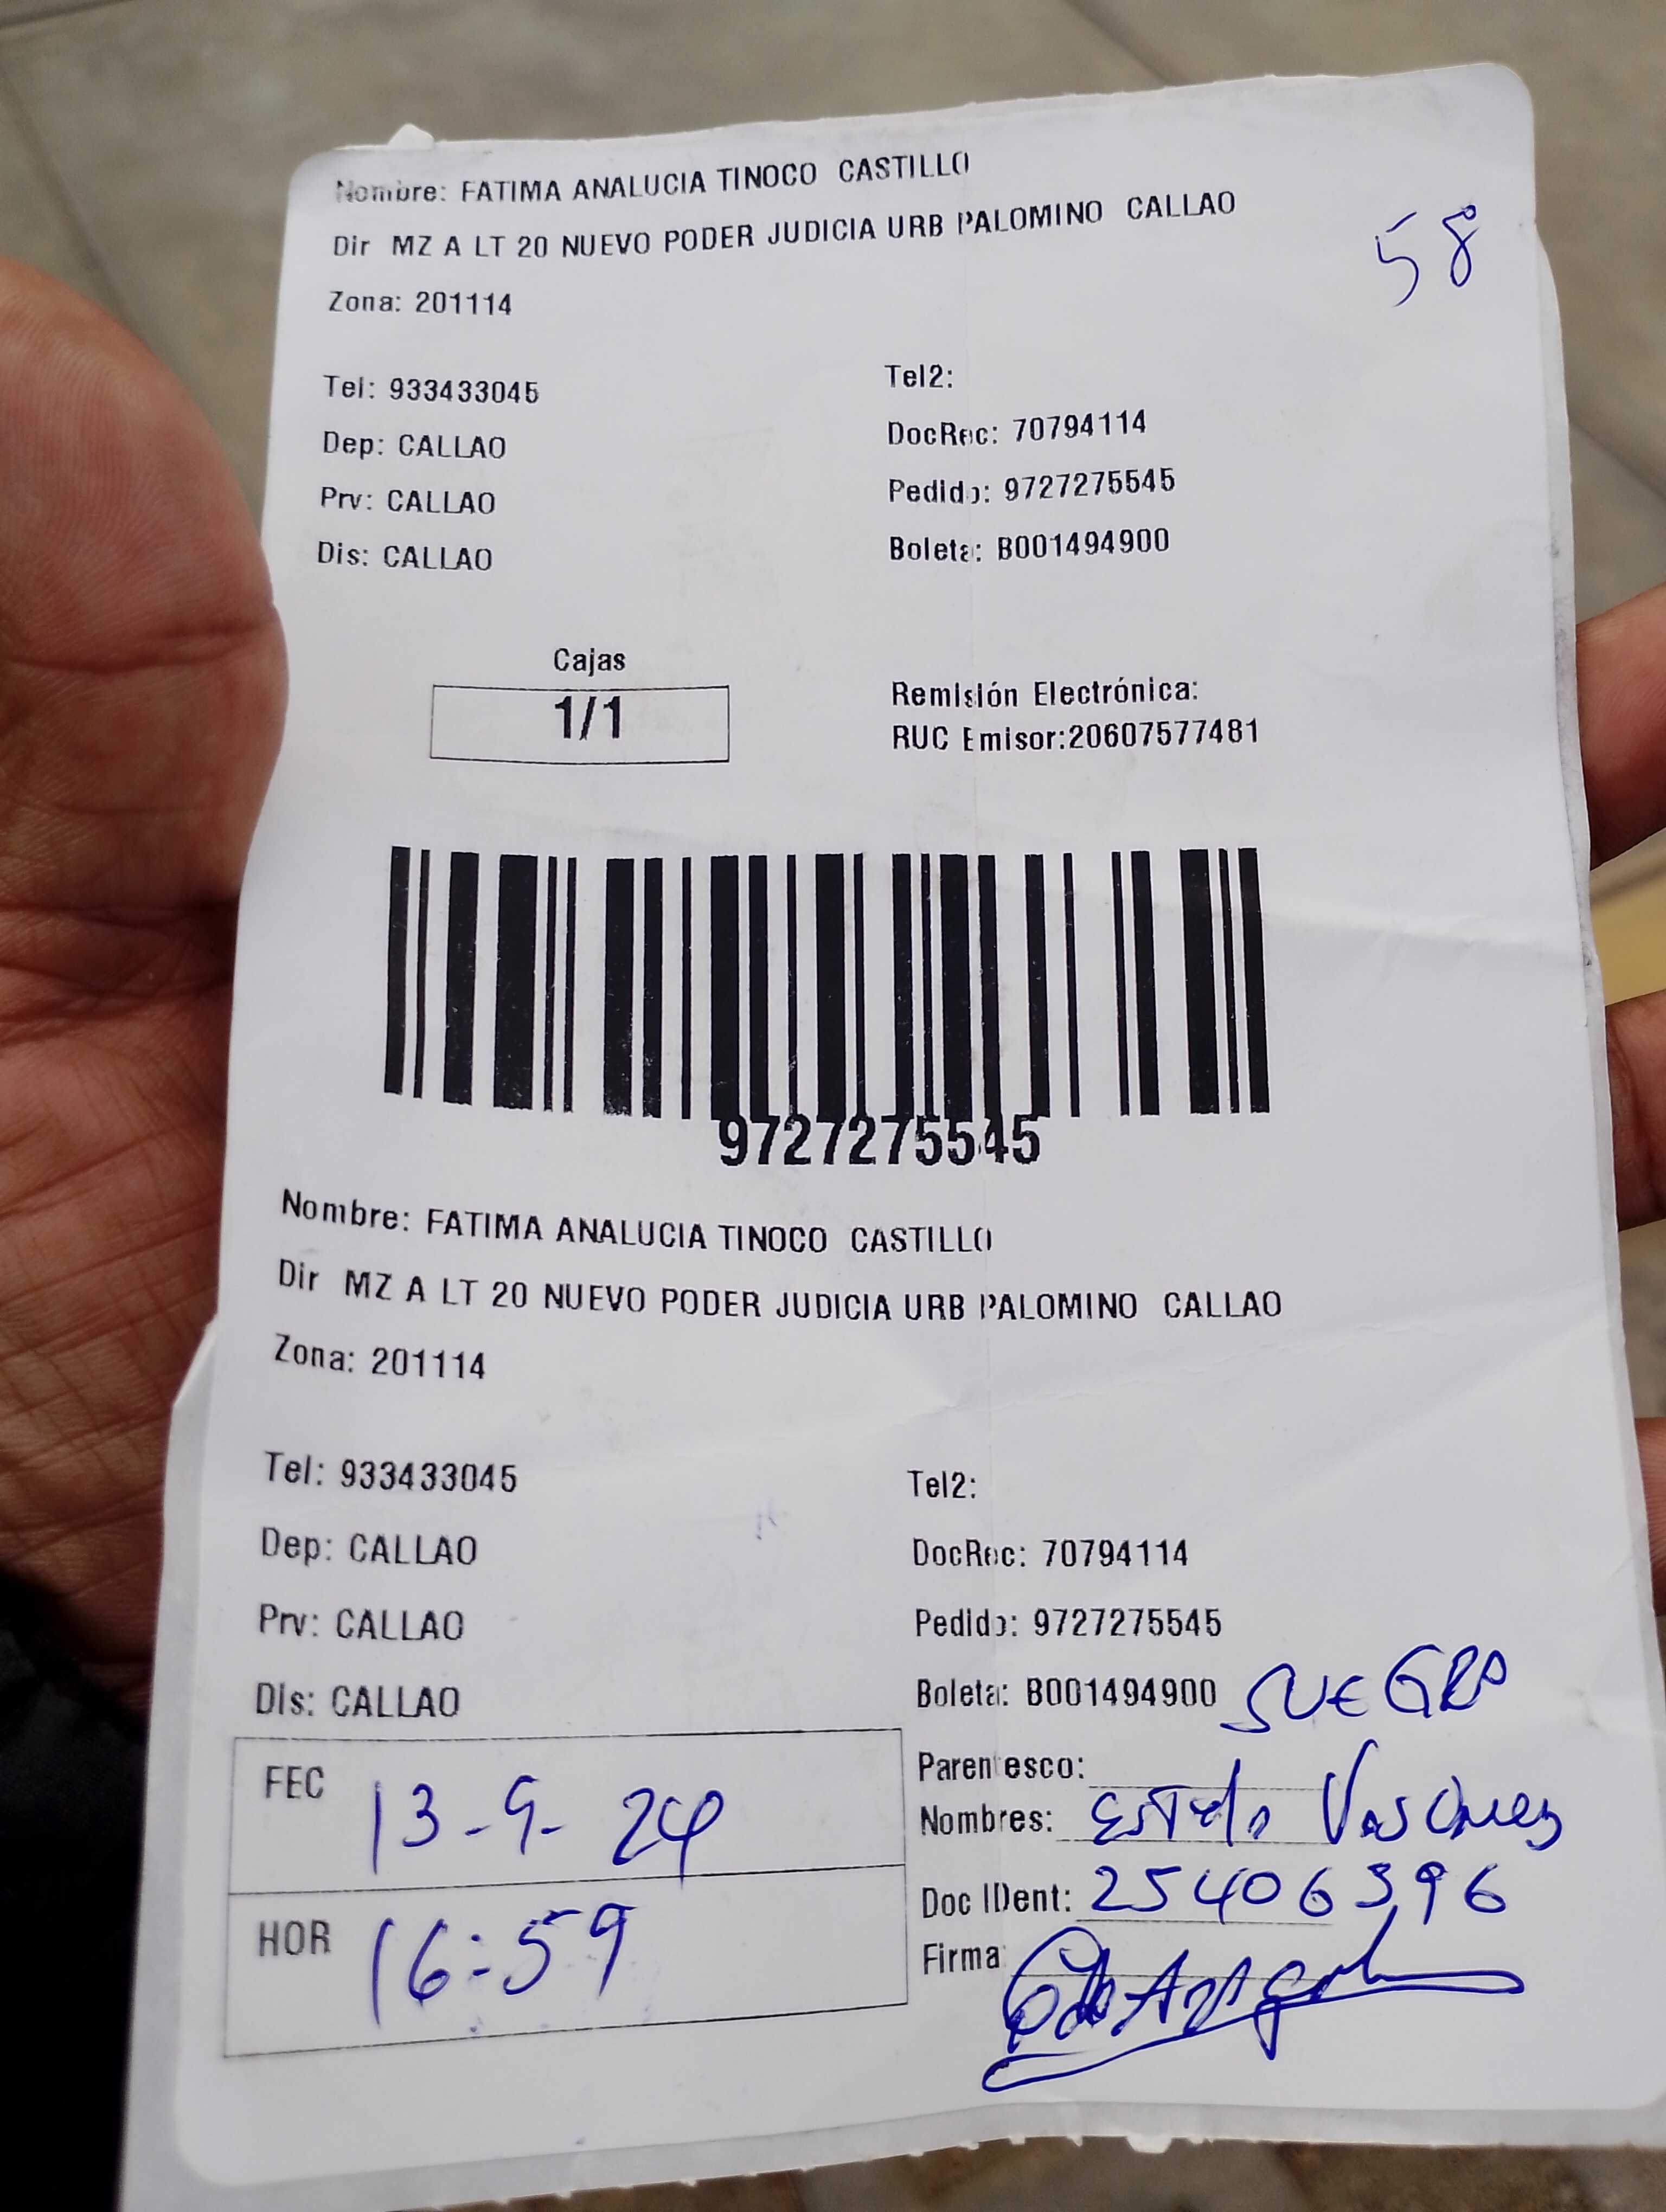 Nombre: FATIMA ANALUCIA TINOCO CASTILLO
Dir MZ A LT 20 NUEVO PODER JUDICIA URB PALOMINO CALLAO
58
Zona: 201114
Tel: 933433045
Tel2:
Dep: CALLAO
DocRec: 70794114
Prv: CALLAO
Pedido: 9727275545
Dis: CALLAO
Boleta: B001494900
Cajas
1/1
Remisión Electrónica:
RUC Emisor:20607577481
9727275545
Nombre: FATIMA ANALUCIA TINOCO CASTILLO
Dir MZ A LT 20 NUEVO PODER JUDICIA URB PALOMINO CALLAO
Zona: 201114
Tel: 933433045
Tel2:
Dep: CALLAO
DocRec: 70794114
Prv: CALLAO
Pedido: 9727275545
Dis: CALLAO
Boleta: B001494900
SUEGRO
FEC 13-9-24
Parentesco:
Nombres: Vasquez
Doc IDent: 25406396
HOR 16:59
Firma